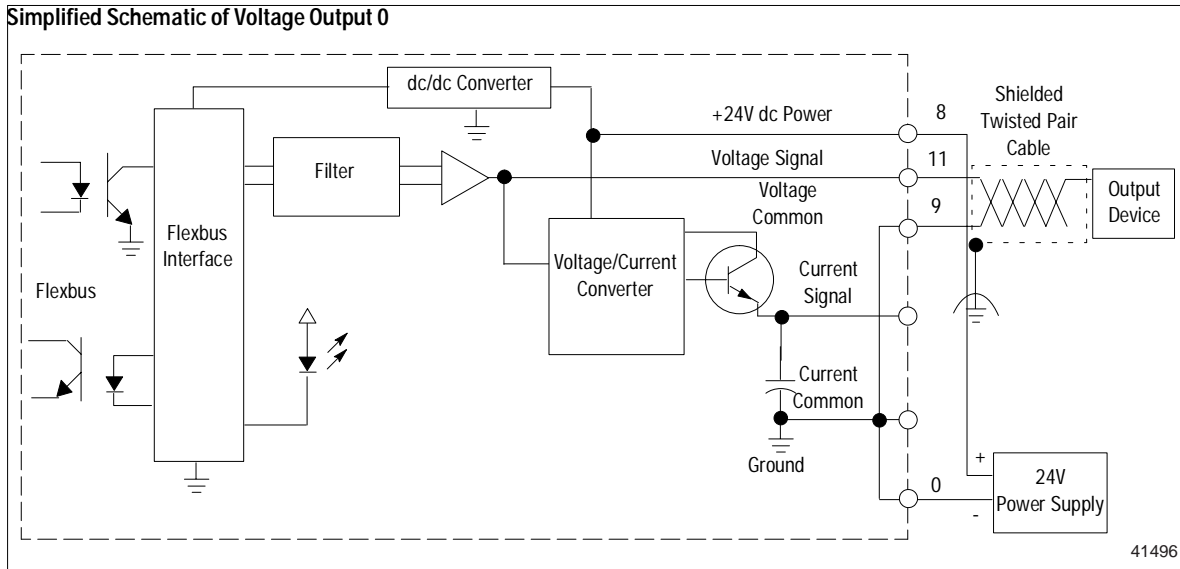 Simplified Schematic of Voltage Output 0
dc/dc Converter
Shielded
Twisted Pair
Cable
+24V dc Power
8
Filter
Voltage Signal
11
Output
Device
Voltage
Common
9
Flexbus
Interface
Voltage/Current
Converter
Current
Signal
Flexbus
Current
Common
Ground
+
24V
Power Supply
0
-
41496